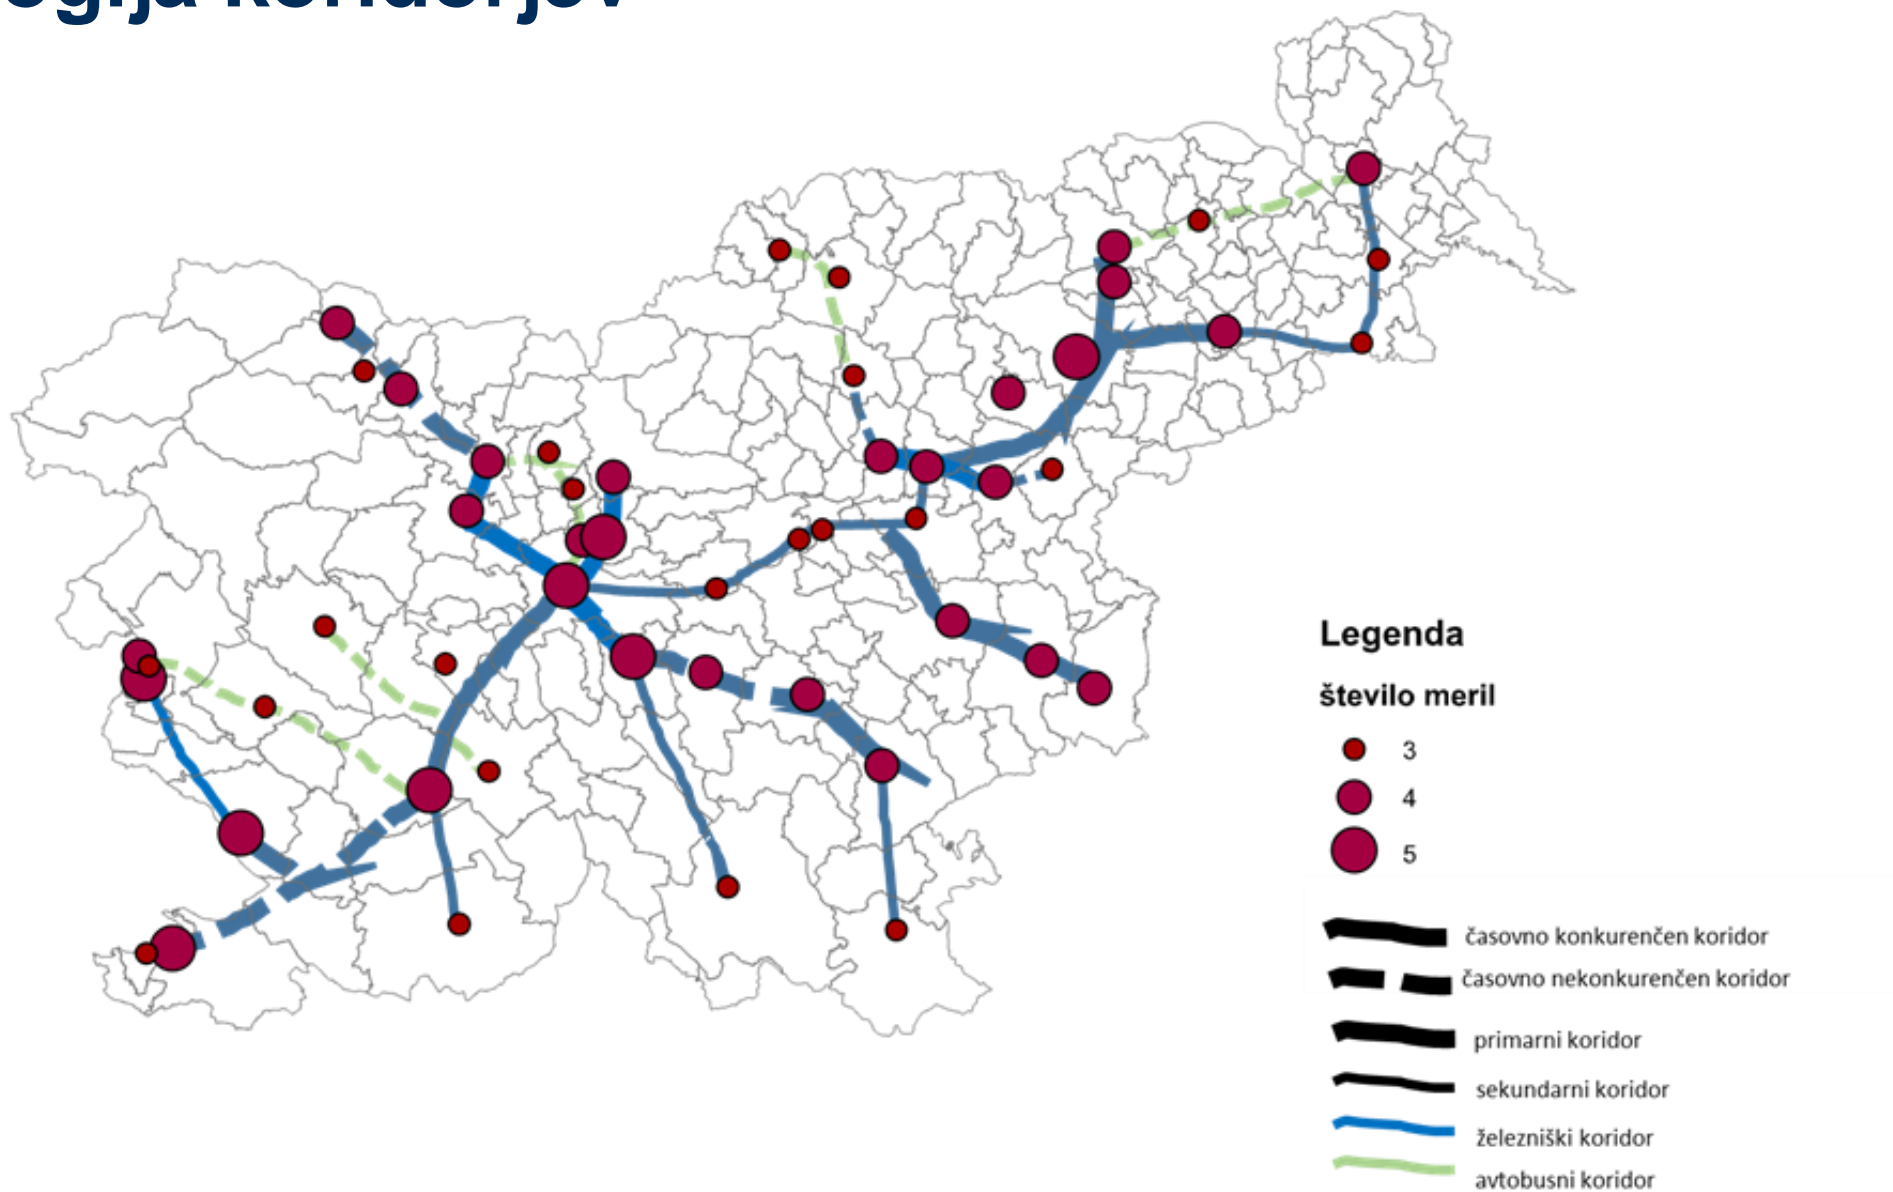 koridorjev
Legenda
število meril
3
4
5
časovno konkurenčen koridor
časovno nekonkurenčen koridor
primarni koridor
sekundarni koridor
železniški koridor
avtobusni koridor